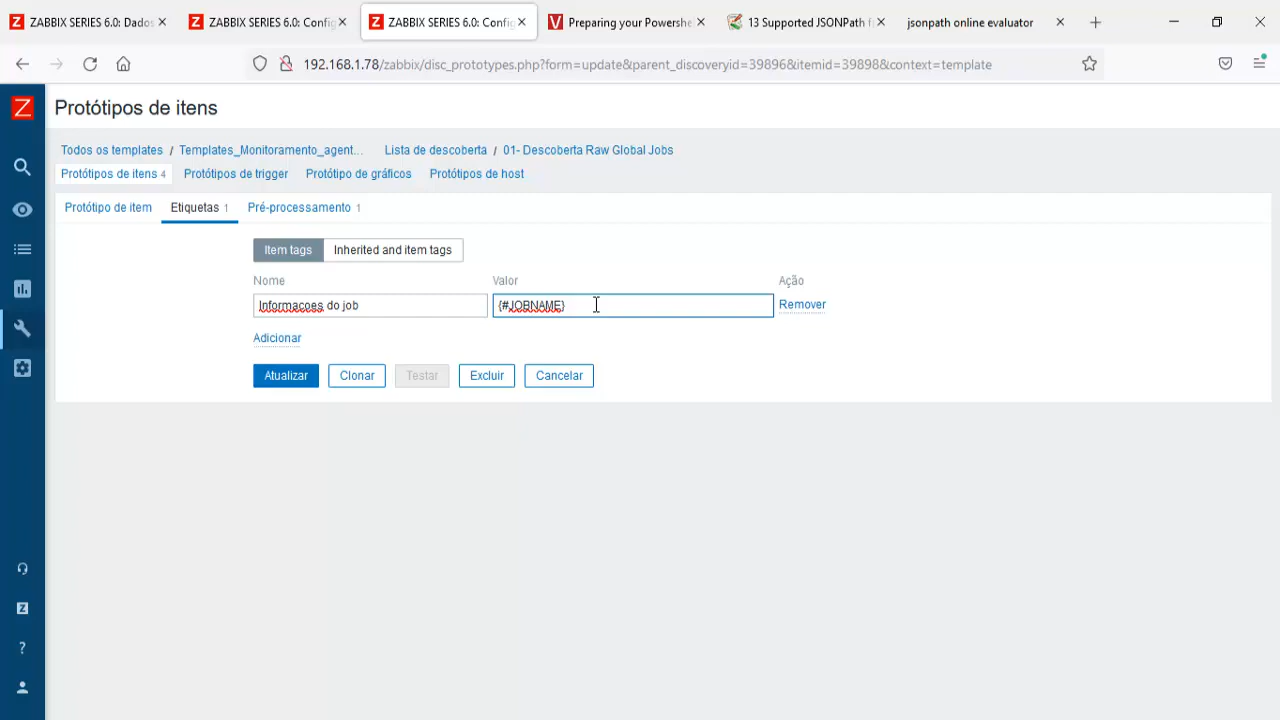 ZABBIX SERIES 6.0: Dados
ZABBIX SERIES 6.0: Config
ZABBIX SERIES 6.0: Config
Preparing your Powershe
13 Supported JSONPath f
jsonpath online evaluator
192.168.1.78/zabbix/disc_prototypes.php?form=update&parent_discoveryid=39896&itemid=39898&context=template
Z
Protótipos de itens
Todos os templates / Templates_Monitoramento_agent... Lista de descoberta / 01- Descoberta Raw Global Jobs
Protótipos de itens 4 Protótipos de trigger Protótipo de gráficos Protótipos de host
Protótipo de item Etiquetas 1 Pré-processamento 1
Item tags Inherited and item tags
Nome Valor Ação
Informacoes do job {#JOBNAME} Remover
Adicionar
Atualizar Clonar Testar Excluir Cancelar
Z
?